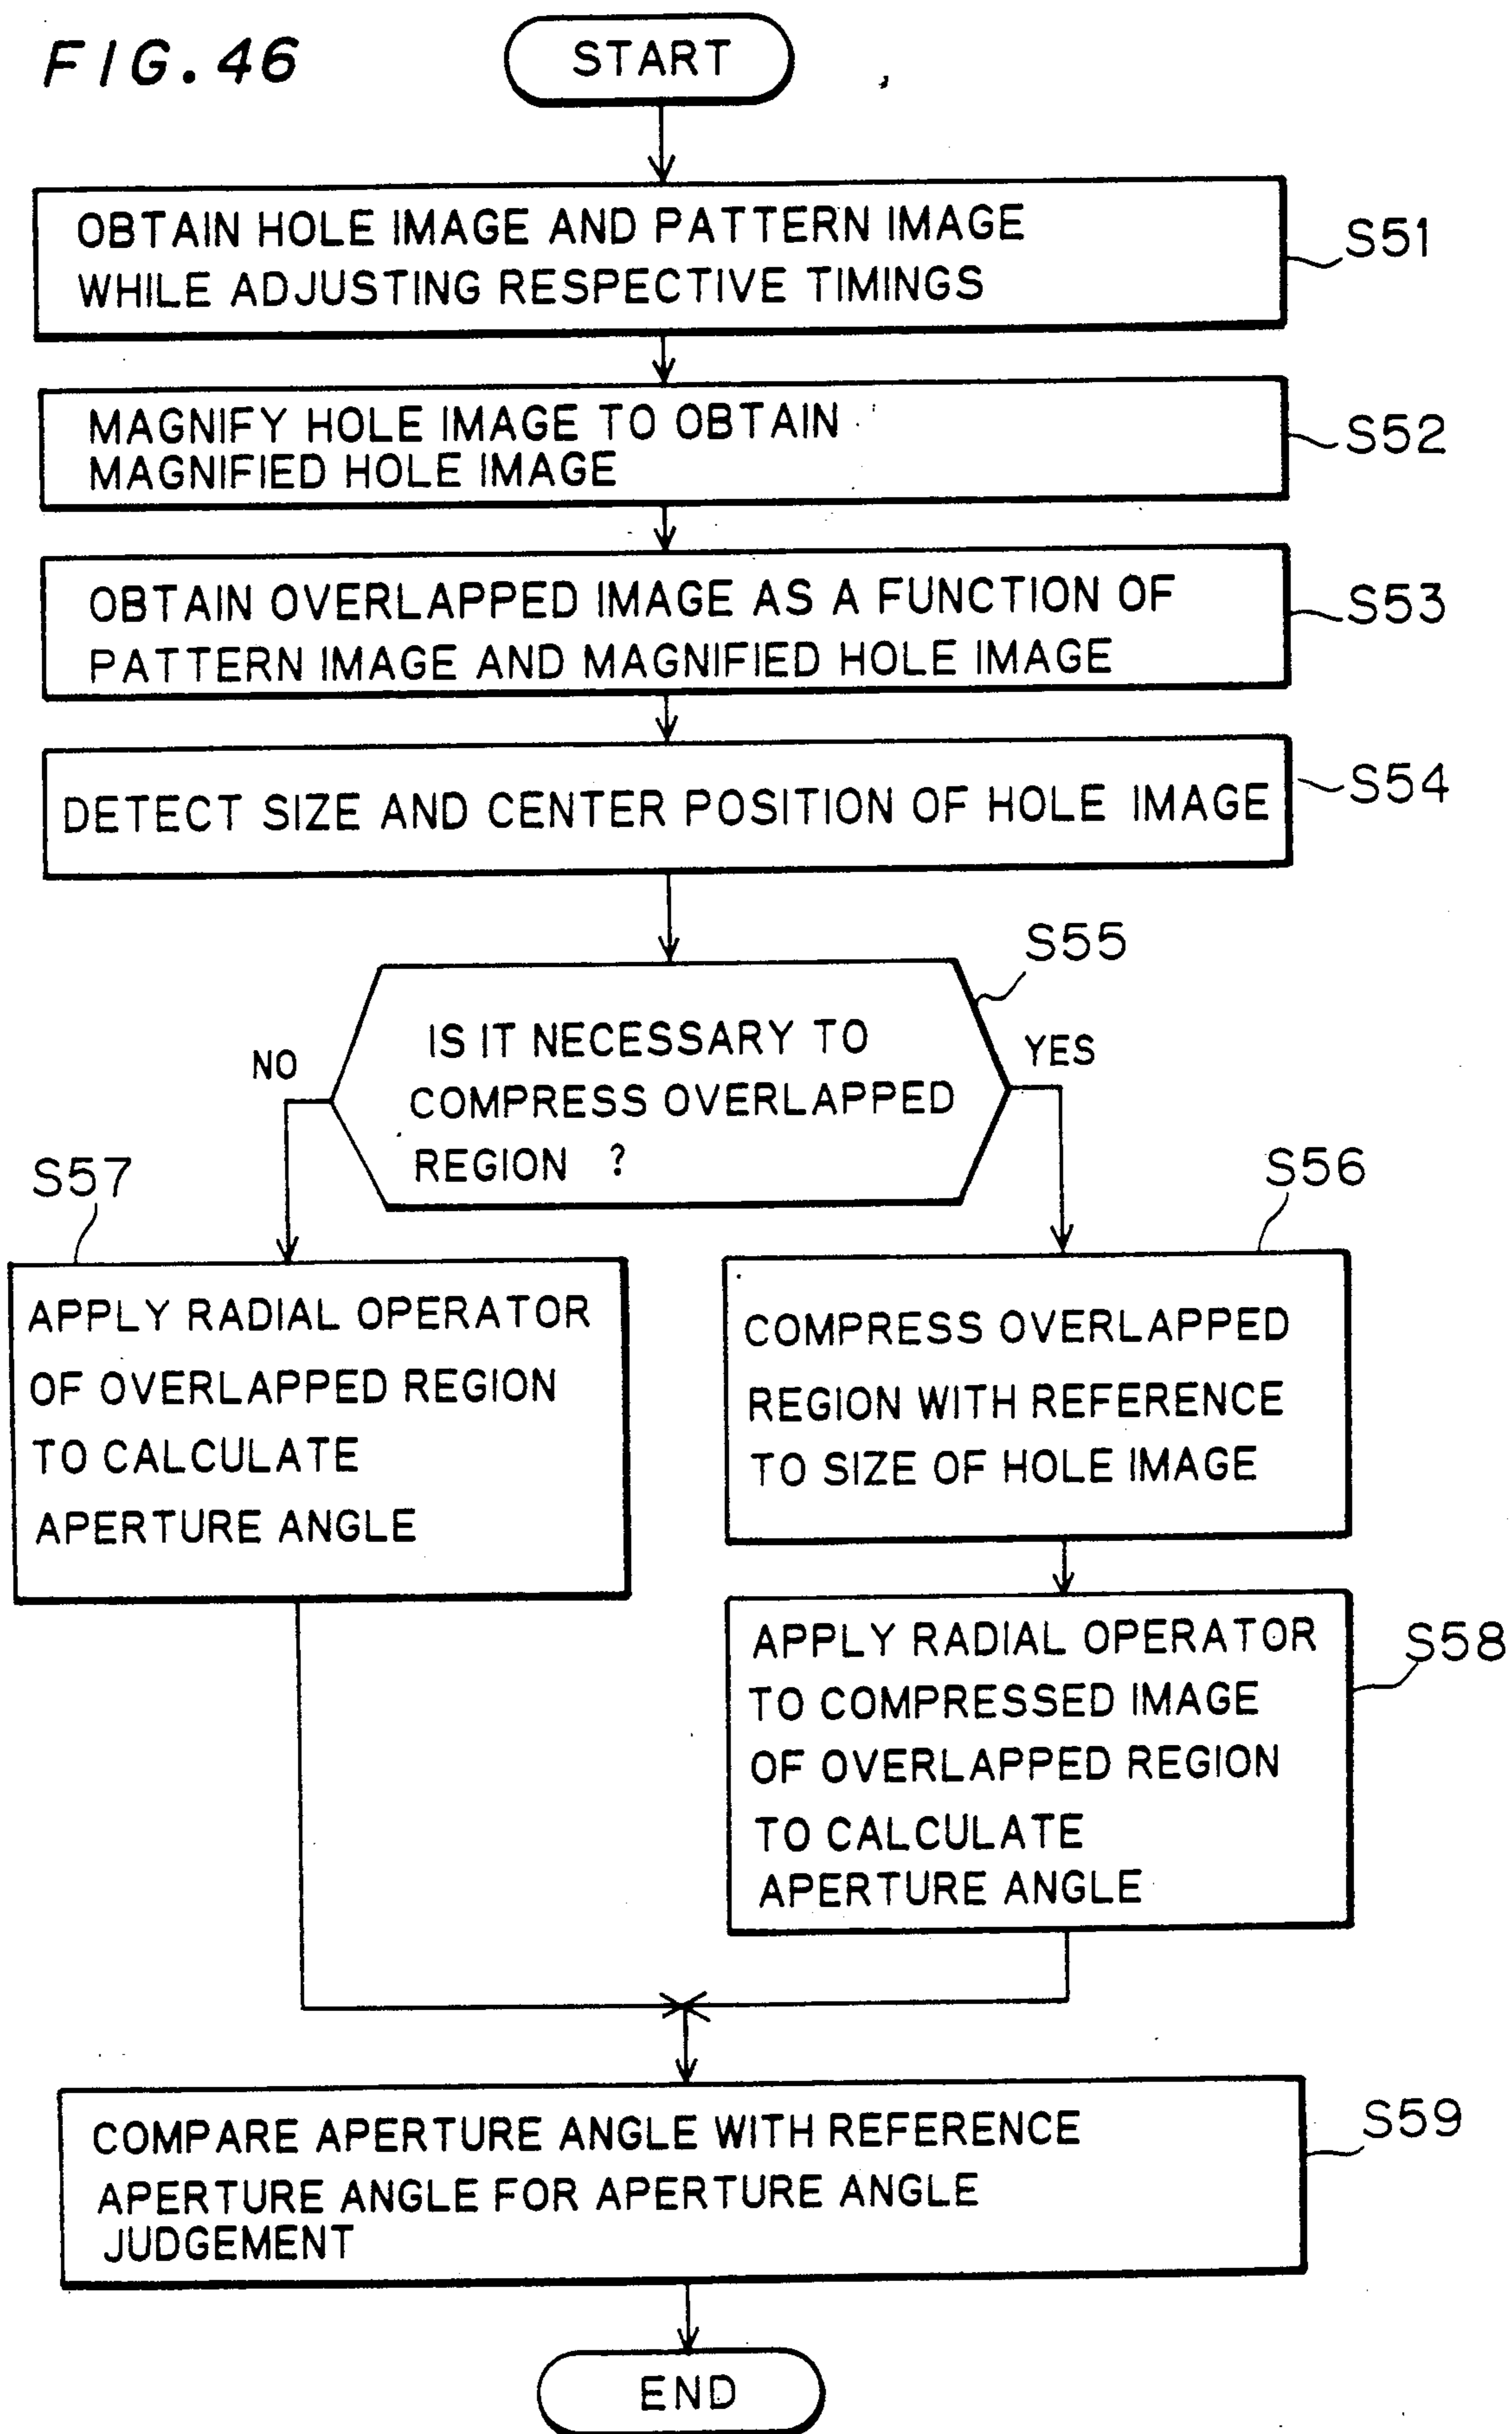 FIG. 46
START
OBTAIN HOLE IMAGE AND PATTERN IMAGE
WHILE ADJUSTING RESPECTIVE TIMINGS
S51
MAGNIFY HOLE IMAGE TO OBTAIN
MAGNIFIED HOLE IMAGE
S52
OBTAIN OVERLAPPED IMAGE AS A FUNCTION OF
PATTERN IMAGE AND MAGNIFIED HOLE IMAGE
S53
DETECT SIZE AND CENTER POSITION OF HOLE IMAGE
S54
S55
IS IT NECESSARY TO
COMPRESS OVERLAPPED
REGION ?
NO
YES
S57
APPLY RADIAL OPERATOR
OF OVERLAPPED REGION
TO CALCULATE
APERTURE ANGLE
S56
COMPRESS OVERLAPPED
REGION WITH REFERENCE
TO SIZE OF HOLE IMAGE
APPLY RADIAL OPERATOR
TO COMPRESSED IMAGE
OF OVERLAPPED REGION
TO CALCULATE
APERTURE ANGLE
S58
COMPARE APERTURE ANGLE WITH REFERENCE
APERTURE ANGLE FOR APERTURE ANGLE
JUDGEMENT
S59
END